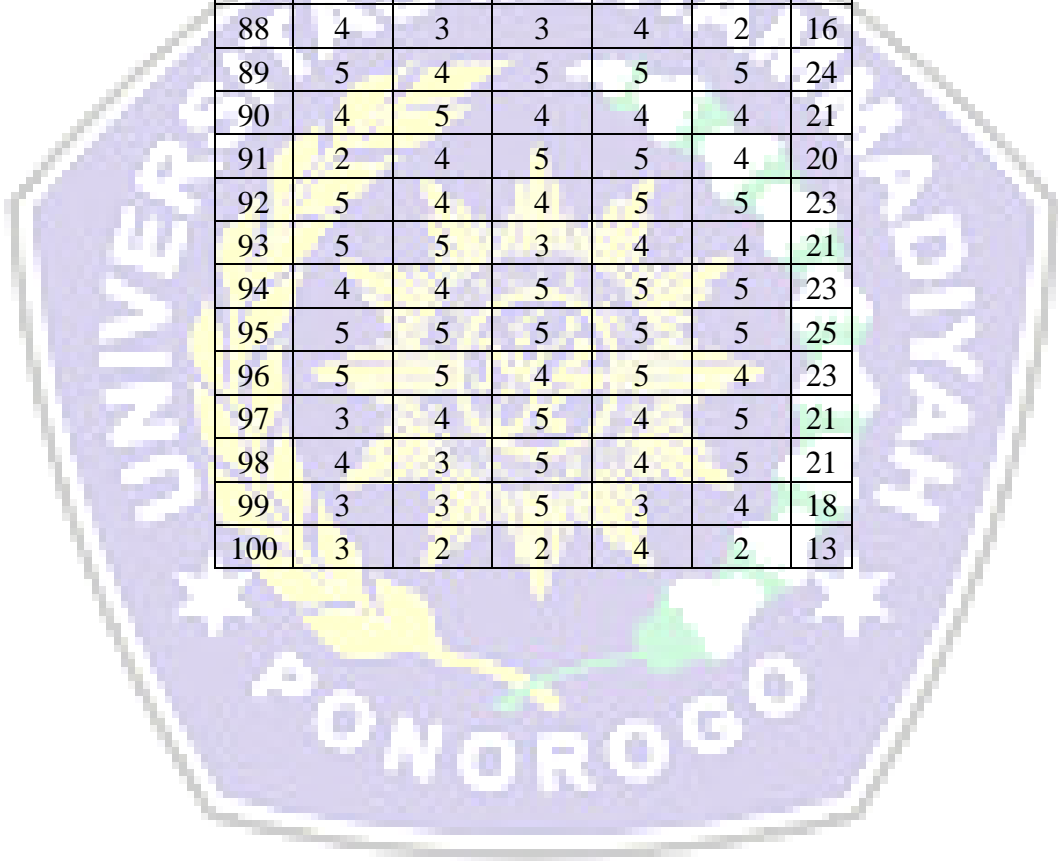 88 4 3 3 4 2 16
89 5 4 5 5 5 24
90 4 5 4 4 4 21
91 2 4 5 5 4 20
92 5 4 4 5 5 23
93 5 5 3 4 4 21
94 4 4 5 5 5 23
95 5 5 5 5 5 25
96 5 5 4 5 4 23
97 3 4 5 4 5 21
98 4 3 5 4 5 21
99 3 3 5 3 4 18
100 3 2 2 4 2 13
PONOROGO